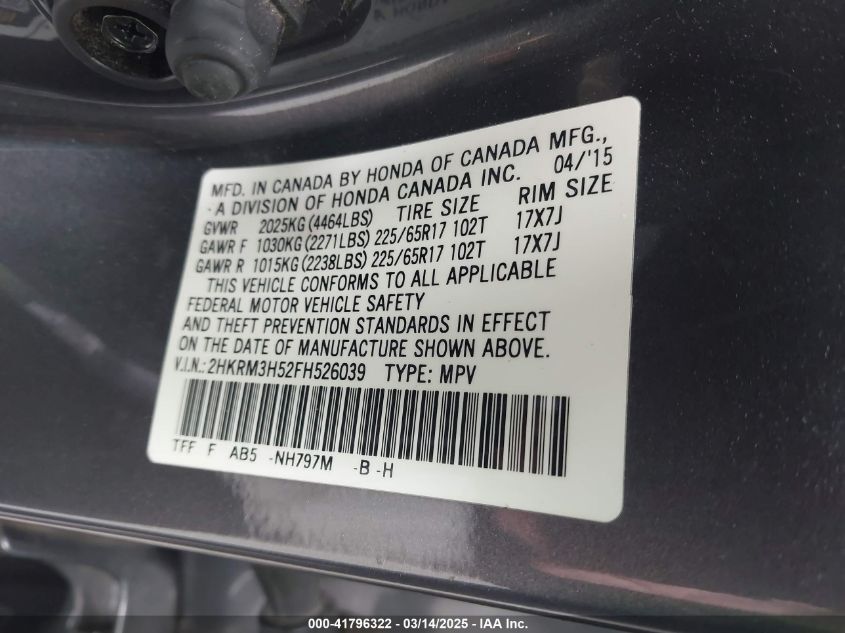 MFD. IN CANADA BY HONDA OF CANADA MFG.,
A DIVISION OF HONDA CANADA INC. 04/'15
GVWR 2025KG (4464LBS) TIRE SIZE RIM SIZE
GAWR F 1030KG (2271LBS) 225/65R17 102T 17X7J
GAWR R 1015KG (2238LBS) 225/65R17 102T 17X7J
THIS VEHICLE CONFORMS TO ALL APPLICABLE
FEDERAL MOTOR VEHICLE SAFETY
AND THEFT PREVENTION STANDARDS IN EFFECT
ON THE DATE OF MANUFACTURE SHOWN ABOVE.
V.I.N.: 2HKRM3H52FH526039 TYPE: MPV
TFF F AB5 -NH797M -B -H
000-41796322 - 03/14/2025 - IAA Inc.